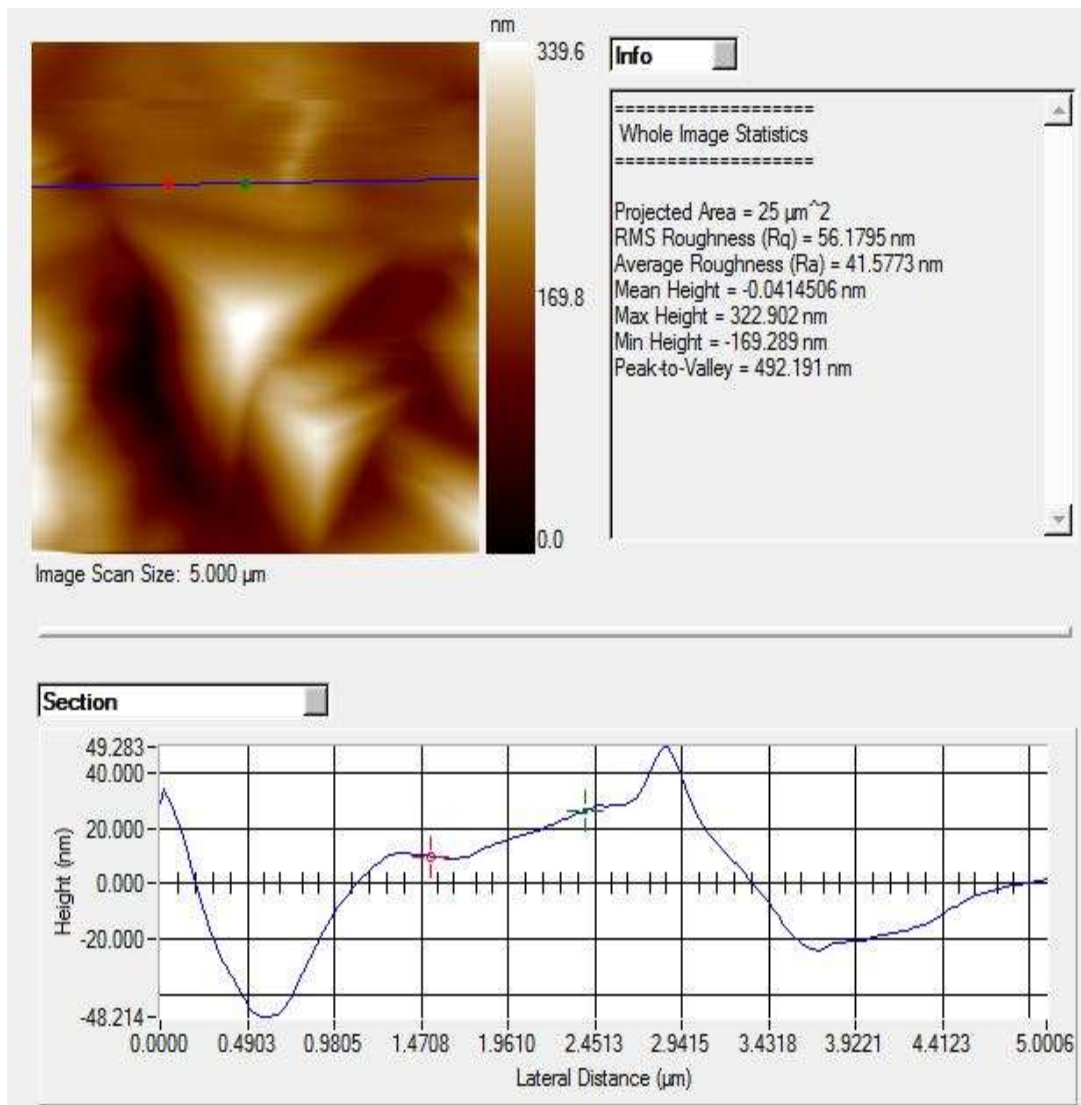 nm
339.6
169.8
0.0
Image Scan Size: 5.000 µm
Info
===================
Whole Image Statistics
===================
Projected Area = 25 µm^2
RMS Roughness (Rq) = 56.1795 nm
Average Roughness (Ra) = 41.5773 nm
Mean Height = -0.0414506 nm
Max Height = 322.902 nm
Min Height = -169.289 nm
Peak-to-Valley = 492.191 nm
Section
Height (nm)
49.283
40.000
20.000
0.000
-20.000
-48.214
0.0000 0.4903 0.9805 1.4708 1.9610 2.4513 2.9415 3.4318 3.9221 4.4123 5.0006
Lateral Distance (µm)